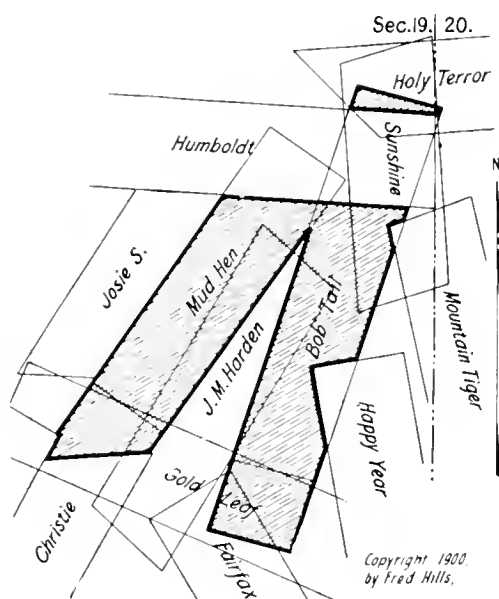 Sec. 19. 20.
Holy Terror
Sunshine
Humboldt
N
Josie S.
Mud Hen
Bob Tail
J. M. Harden
Mountain Tiger
Happy Year
Gold Leaf
Christie
Fairfax
Copyright 1900.
by Fred Hills,